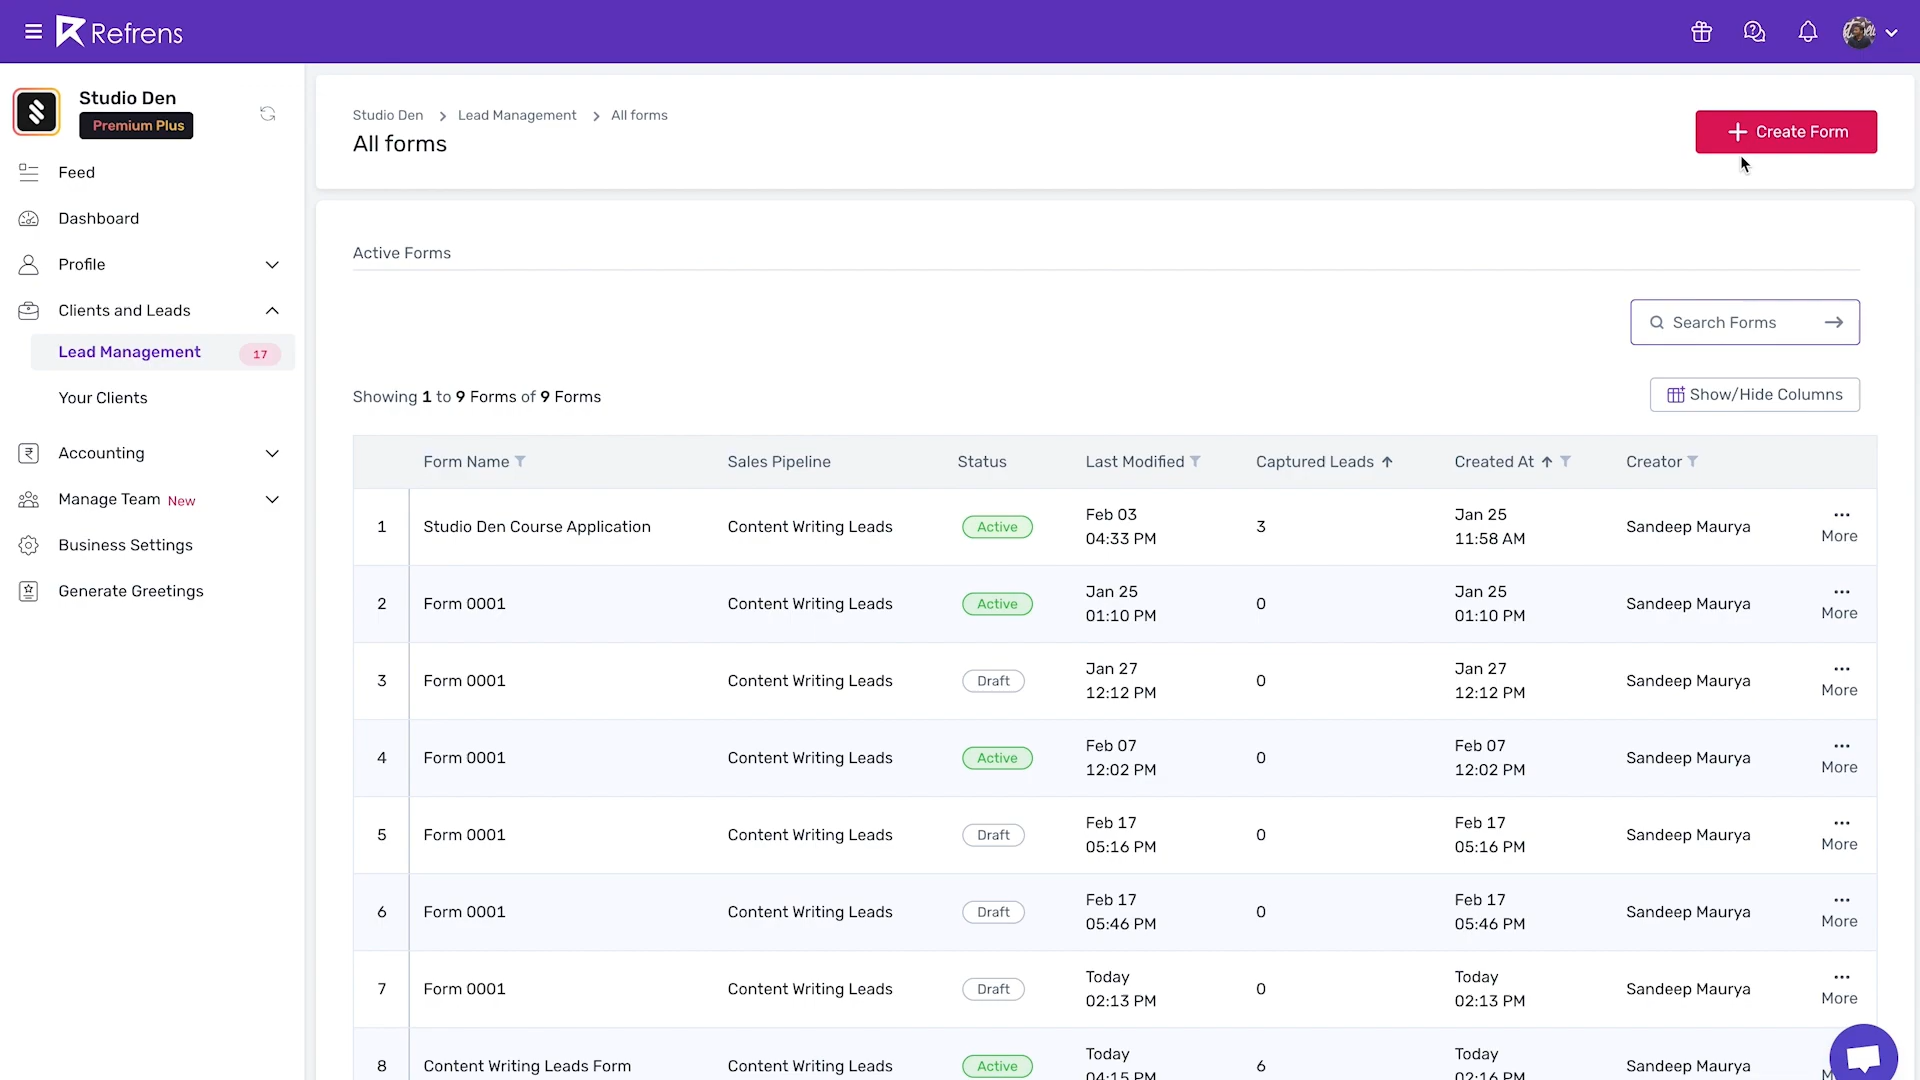 Refrens
Studio Den
Premium Plus
Feed
Dashboard
Profile
Clients and Leads
Lead Management 17
Your Clients
Accounting
Manage Team New
Business Settings
Generate Greetings
Studio Den > Lead Management > All forms
All forms
+ Create Form
Active Forms
Search Forms
Showing 1 to 9 Forms of 9 Forms
Show/Hide Columns
Form Name Sales Pipeline Status Last Modified Captured Leads Created At Creator
1 Studio Den Course Application Content Writing Leads Active Feb 03 04:33 PM 3 Jan 25 11:58 AM Sandeep Maurya More
2 Form 0001 Content Writing Leads Active Jan 25 01:10 PM 0 Jan 25 01:10 PM Sandeep Maurya More
3 Form 0001 Content Writing Leads Draft Jan 27 12:12 PM 0 Jan 27 12:12 PM Sandeep Maurya More
4 Form 0001 Content Writing Leads Active Feb 07 12:02 PM 0 Feb 07 12:02 PM Sandeep Maurya More
5 Form 0001 Content Writing Leads Draft Feb 17 05:16 PM 0 Feb 17 05:16 PM Sandeep Maurya More
6 Form 0001 Content Writing Leads Draft Feb 17 05:46 PM 0 Feb 17 05:46 PM Sandeep Maurya More
7 Form 0001 Content Writing Leads Draft Today 02:13 PM 0 Today 02:13 PM Sandeep Maurya More
8 Content Writing Leads Form Content Writing Leads Active Today 04:15 PM 6 Today 02:16 PM Sandeep Maurya